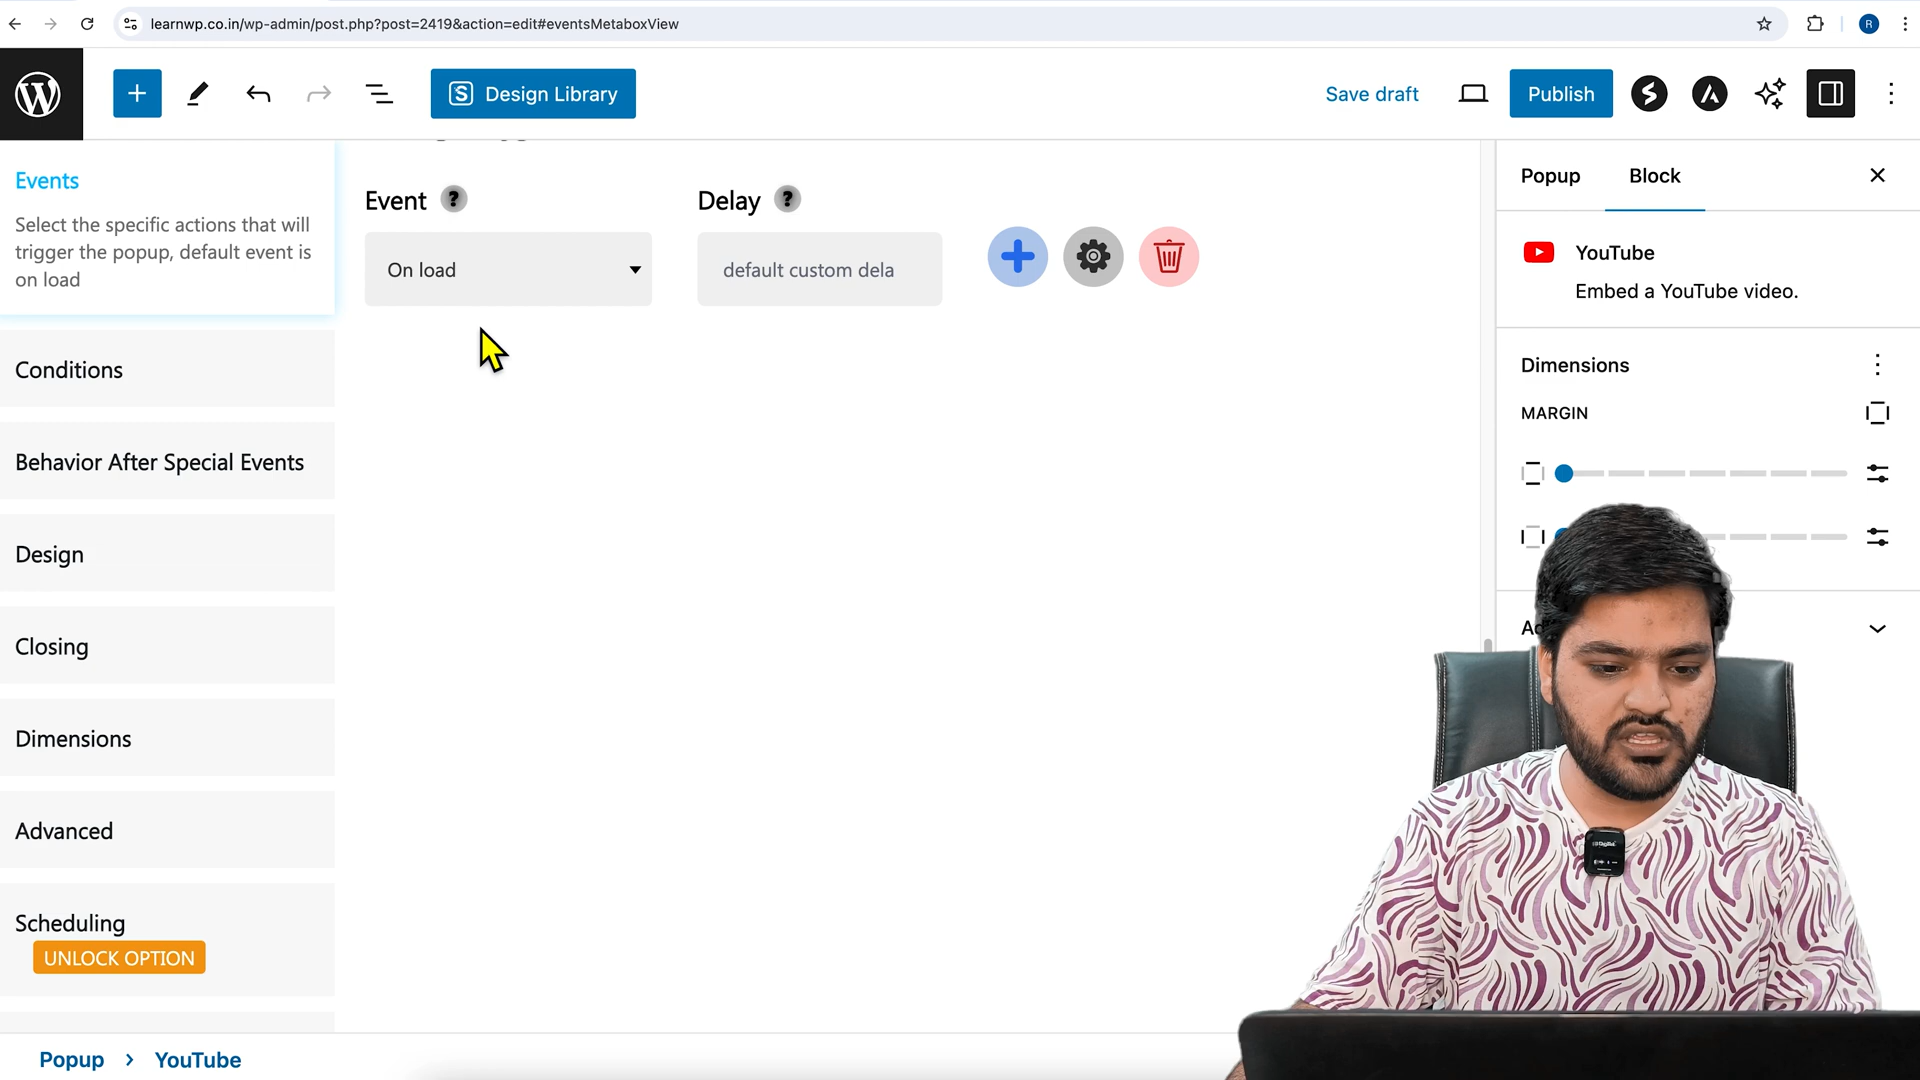 learnwp.co.in/wp-admin/post.php?post=2419&action=edit#eventsMetaboxView
R
Design Library
Save draft
Publish
Events
Select the specific actions that will
trigger the popup, default event is
on load
Conditions
Behavior After Special Events
Design
Closing
Dimensions
Advanced
Scheduling
UNLOCK OPTION
Event ?
Delay ?
On load
default custom dela
Popup
Block
YouTube
Embed a YouTube video.
Dimensions
MARGIN
Popup > YouTube